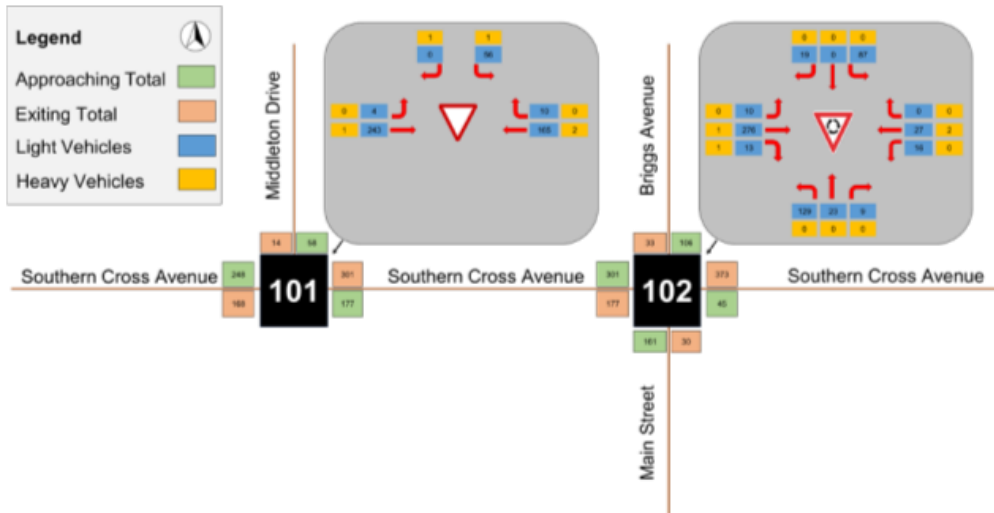 Legend
Approaching Total
Exiting Total
Light Vehicles
Heavy Vehicles
Middleton Drive
1 1
0 56
0 4
1 243
10 0
165 2
Briggs Avenue
0 0 0
19 0 87
0 10
1 276
1 13
0 0
27 2
16 0
129 23 9
0 0 0
14 58
Southern Cross Avenue
248
168
101
301
177
Southern Cross Avenue
33 106
301
177
102
373
45
Southern Cross Avenue
161 30
Main Street